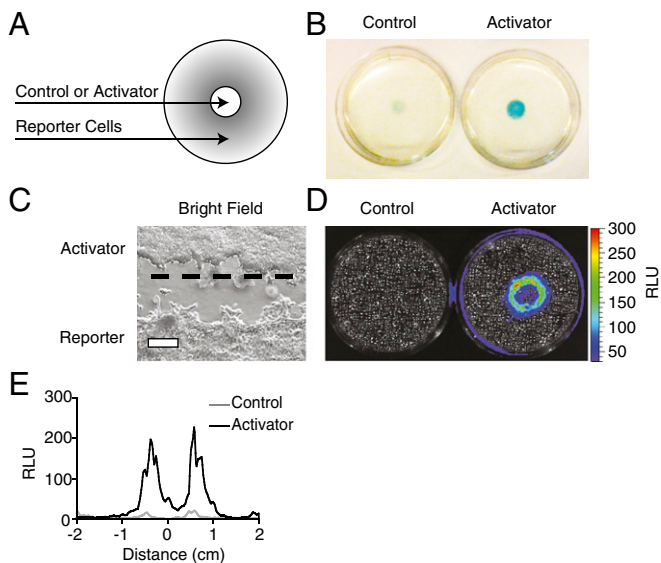 A
Control or Activator
Reporter Cells
B
Control
Activator
C
Bright Field
Activator
Reporter
D
Control
Activator
300
250
200
150
100
50
RLU
E
300
200
100
0
RLU
Control
Activator
-2
-1
0
1
2
Distance (cm)